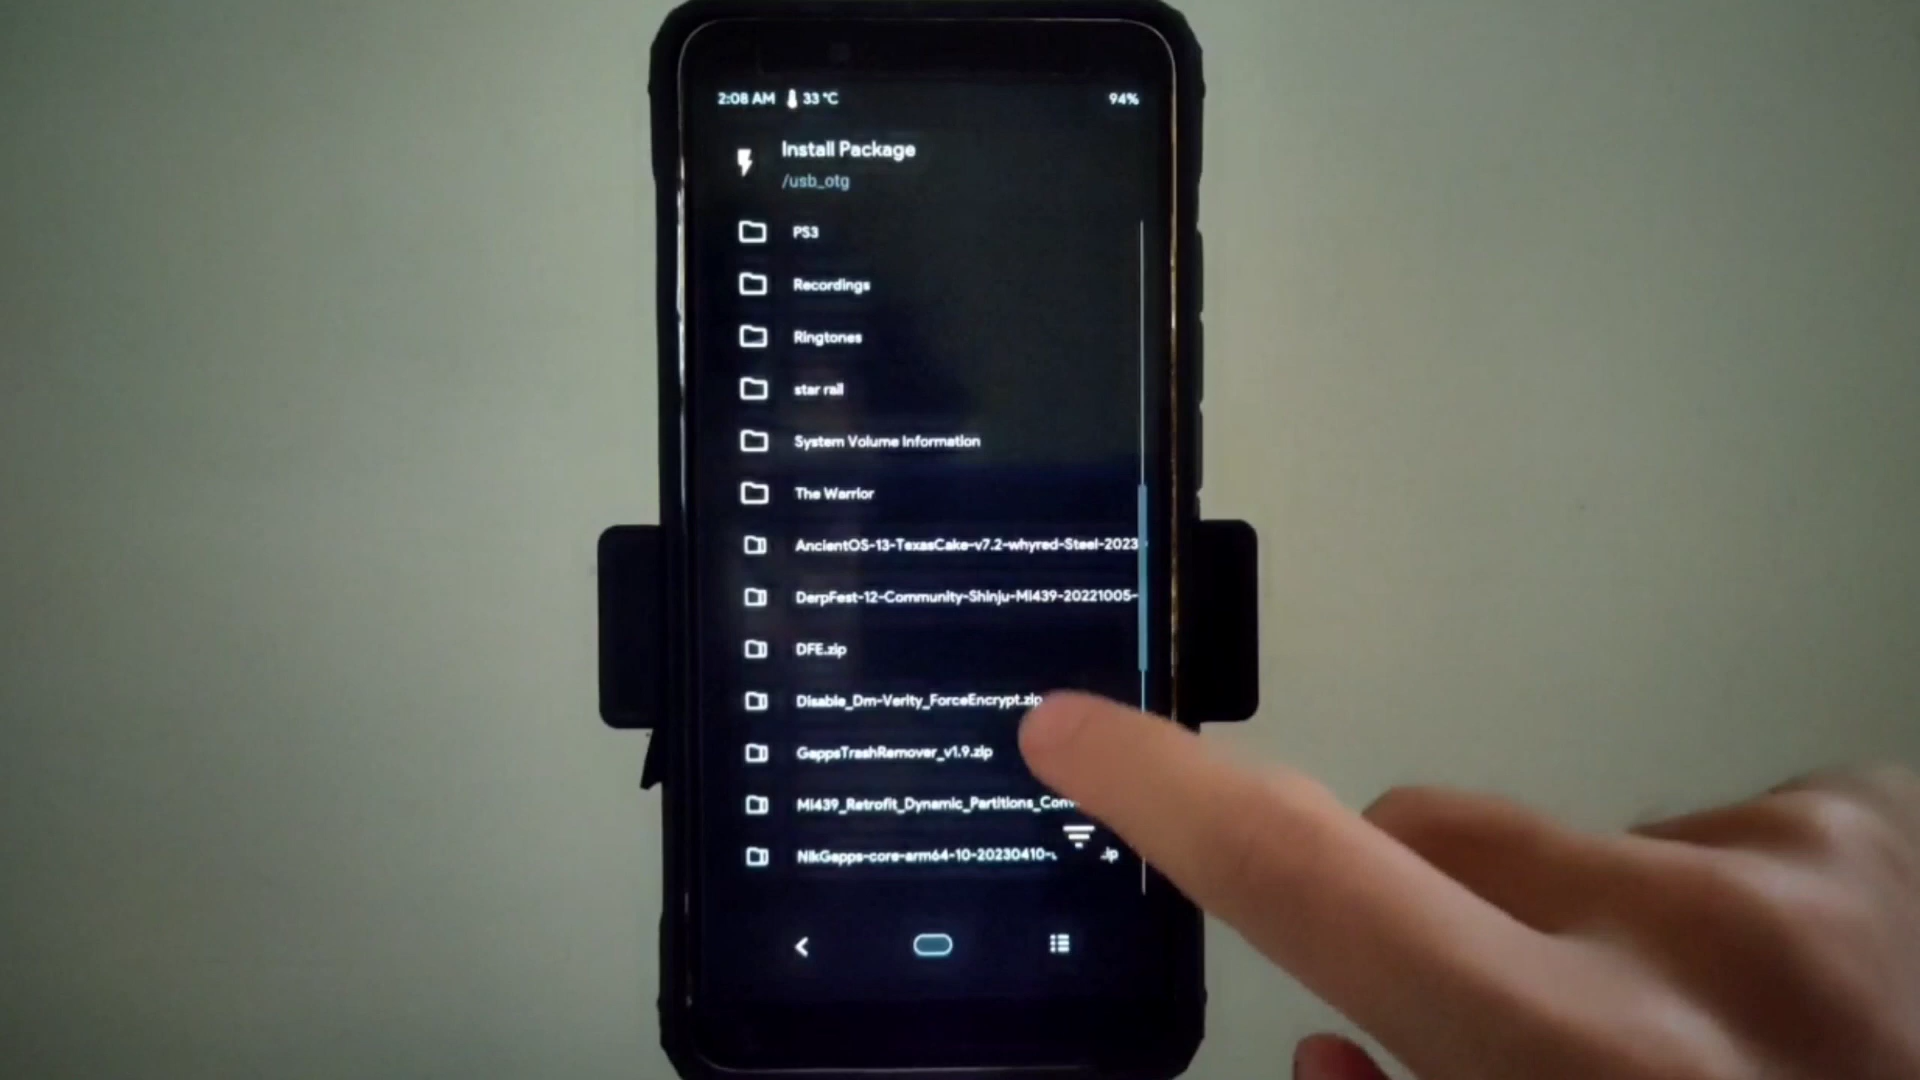 2:08 AM 33 °C 94%
Install Package
/usb_otg
PS3
Recordings
Ringtones
star rail
System Volume Information
The Warrior
AncientOS-13-TexasCake-v7.2-whyred-Steel-2023
DerpFest-12-Community-Shinju-Mi439-20221005-
DFE.zip
Disable_Dm-Verity_ForceEncrypt.zip
GappsTrashRemover_v1.9.zip
Mi439_Retrofit_Dynamic_Partitions_Conv
NikGapps-core-arm64-10-20230410- .ip